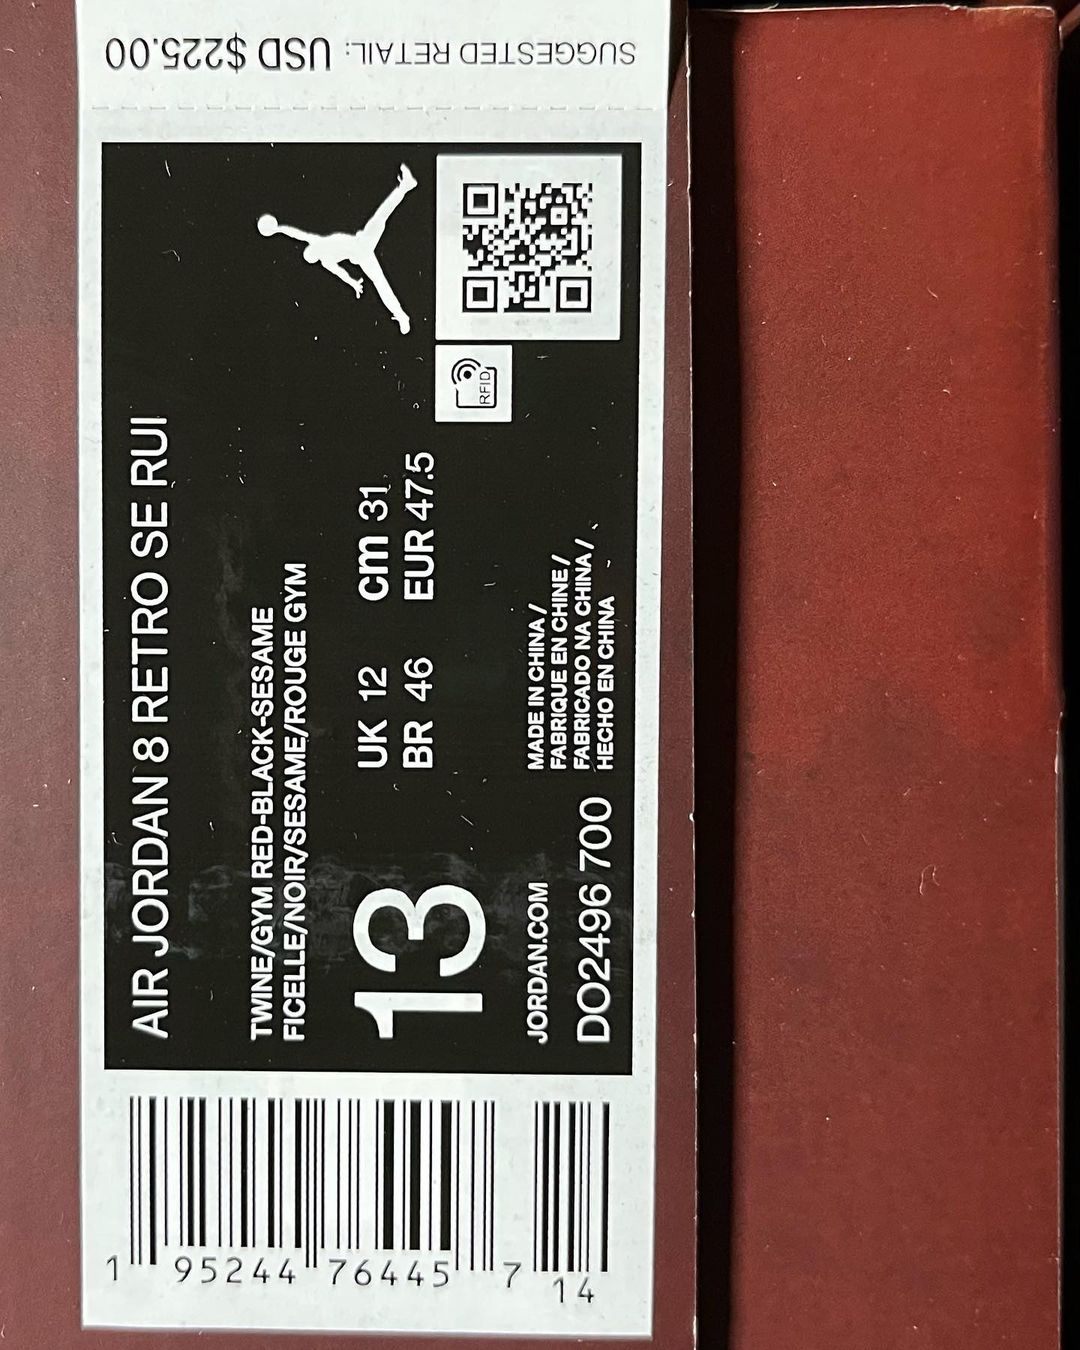 SUGGESTED RETAIL: USD $225.00
AIR JORDAN 8 RETRO SE RUI
TWINE/GYM RED-BLACK-SESAME
FICELLE/NOIR/SESAME/ROUGE GYM
13
UK 12 cm 31
BR 46 EUR 47.5
RFID
JORDAN.COM
DO2496 700
MADE IN CHINA/
FABRIQUE EN CHINE/
FABRICADO NA CHINA/
HECHO EN CHINA
1 95244 76445 7
14